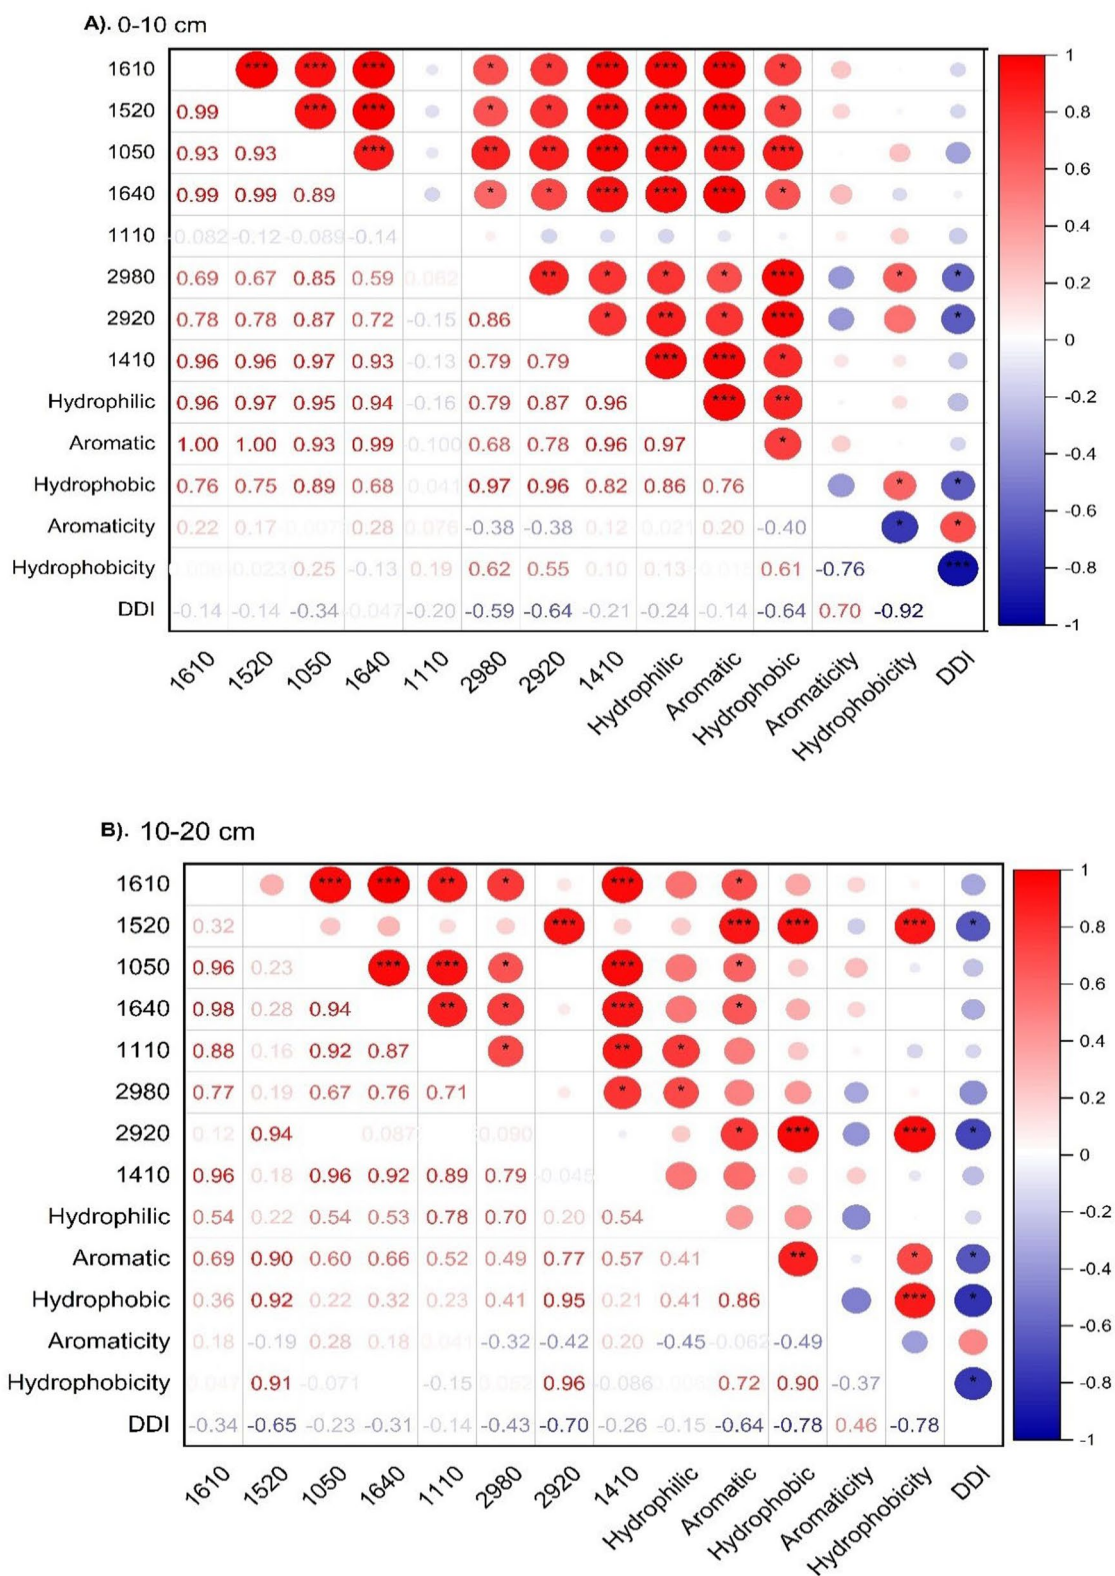 A). 0-10 cm
1610 *** *** *** * * *** *** *** * 1
1520 0.99 *** *** * * *** *** *** * 0.8
1050 0.93 0.93 *** ** ** *** *** *** *** 0.6
1640 0.99 0.99 0.89 * * *** *** *** * 0.4
1110 -0.082 -0.12 -0.089 -0.14
2980 0.69 0.67 0.85 0.59 0.062 ** * * * *** * * 0.2
2920 0.78 0.78 0.87 0.72 -0.15 0.86 * ** * *** * 0
1410 0.96 0.96 0.97 0.93 -0.13 0.79 0.79 *** *** *
Hydrophilic 0.96 0.97 0.95 0.94 -0.16 0.79 0.87 0.96 *** ** -0.2
Aromatic 1.00 1.00 0.93 0.99 -0.100 0.68 0.78 0.96 0.97 * -0.4
Hydrophobic 0.76 0.75 0.89 0.68 0.041 0.97 0.96 0.82 0.86 0.76 * * -0.6
Aromaticity 0.22 0.17 0.28 0.076 -0.38 -0.38 0.12 0.021 0.20 -0.40 * *
Hydrophobicity -0.023 0.25 -0.13 0.19 0.62 0.55 0.10 0.13 0.61 -0.76 *** -0.8
DDI -0.14 -0.14 -0.34 -0.047 -0.20 -0.59 -0.64 -0.21 -0.24 -0.14 -0.64 0.70 -0.92 -1
1610 1520 1050 1640 1110 2980 2920 1410 Hydrophilic Aromatic Hydrophobic Aromaticity Hydrophobicity DDI
B). 10-20 cm
1610 *** *** ** * *** * 1
1520 0.32 *** *** *** *** * 0.8
1050 0.96 0.23 *** *** * *** * 0.6
1640 0.98 0.28 0.94 ** * *** * 0.4
1110 0.88 0.16 0.92 0.87 * ** *
2980 0.77 0.19 0.67 0.76 0.71 * * 0.2
2920 0.12 0.94 0.087 0.090 * *** *** * 0
1410 0.96 0.18 0.96 0.92 0.89 0.79 -0.045
Hydrophilic 0.54 0.22 0.54 0.53 0.78 0.70 0.20 0.54 -0.2
Aromatic 0.69 0.90 0.60 0.66 0.52 0.49 0.77 0.57 0.41 ** * * -0.4
Hydrophobic 0.36 0.92 0.22 0.32 0.23 0.41 0.95 0.21 0.41 0.86 *** * -0.6
Aromaticity 0.18 -0.19 0.28 0.18 0.041 -0.32 -0.42 0.20 -0.45 -0.062 -0.49
Hydrophobicity 0.047 0.91 -0.071 -0.15 0.96 -0.086 0.72 0.90 -0.37 * -0.8
DDI -0.34 -0.65 -0.23 -0.31 -0.14 -0.43 -0.70 -0.26 -0.15 -0.64 -0.78 0.46 -0.78 -1
1610 1520 1050 1640 1110 2980 2920 1410 Hydrophilic Aromatic Hydrophobic Aromaticity Hydrophobicity DDI